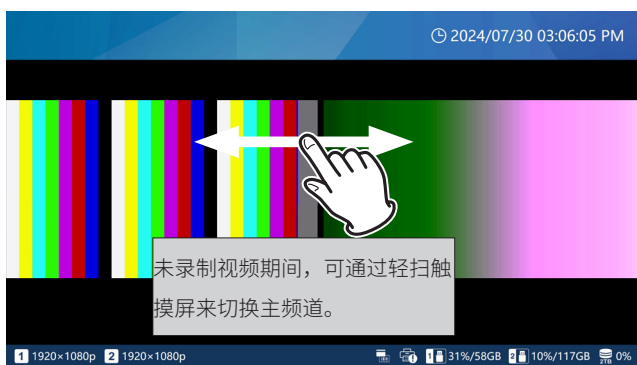 2024/07/30 03:06:05 PM
未录制视频期间，可通过轻扫触
摸屏来切换主频道。
1 1920×1080p 2 1920×1080p 1 31%/58GB 2 10%/117GB 2TB 0%